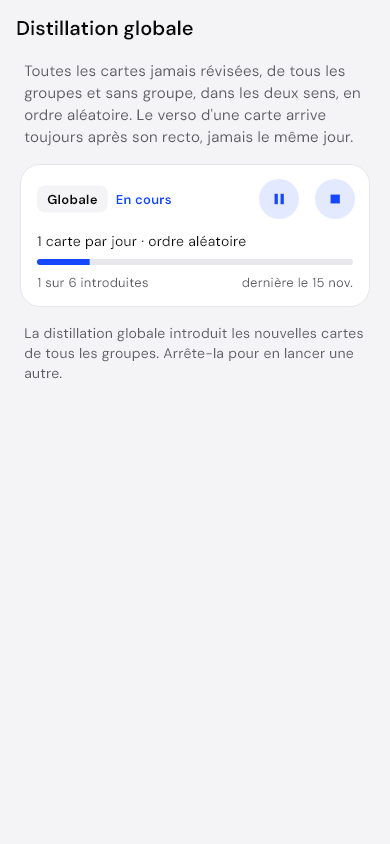 Distillation globale
Toutes les cartes jamais révisées, de tous les
groupes et sans groupe, dans les deux sens, en
ordre aléatoire. Le verso d'une carte arrive
toujours après son recto, jamais le même jour.
Globale En cours
1 carte par jour · ordre aléatoire
1 sur 6 introduites dernière le 15 nov.
La distillation globale introduit les nouvelles cartes
de tous les groupes. Arrête-la pour en lancer une
autre.